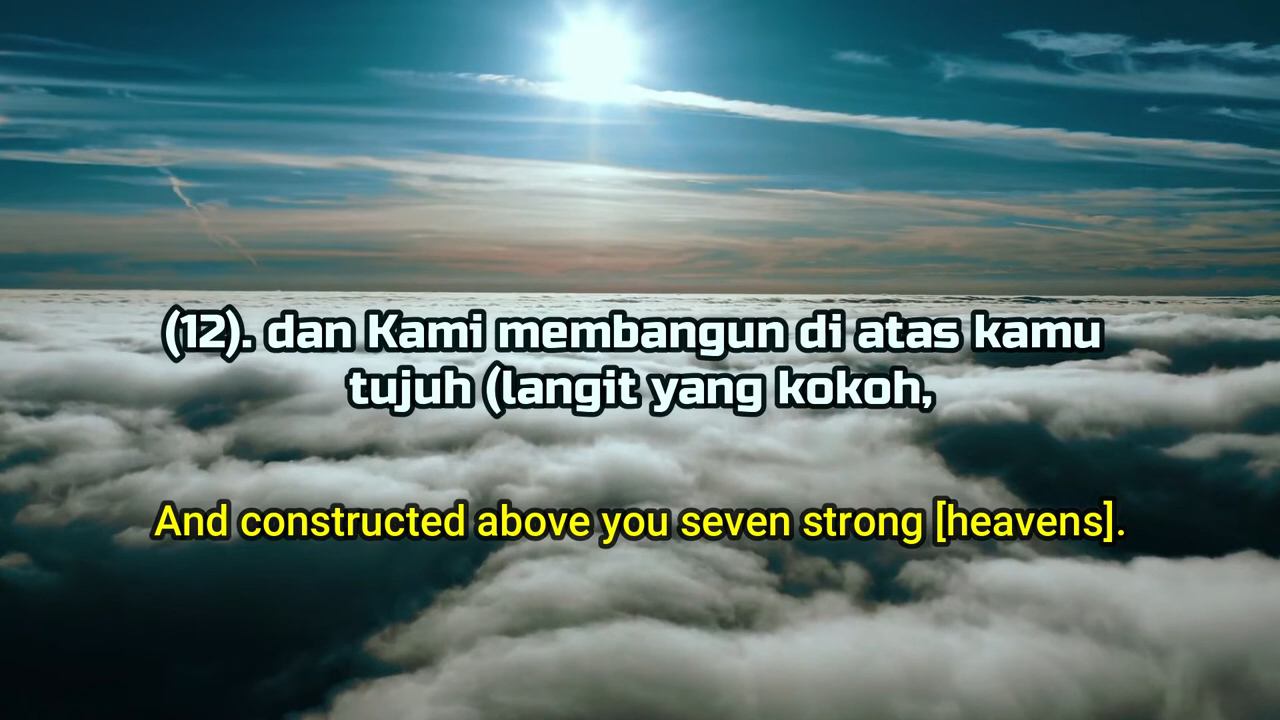 (12). dan Kami membangun di atas kamu
tujuh (langit yang kokoh,
And constructed above you seven strong [heavens].